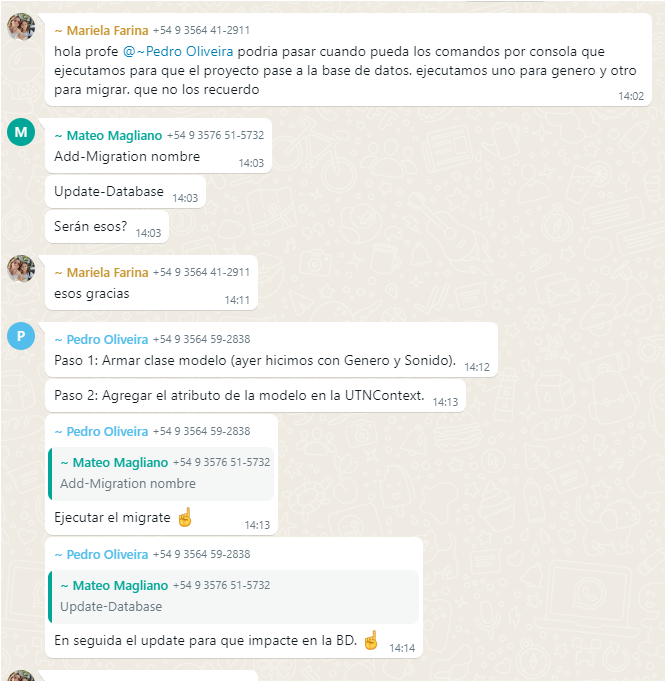 ~ Mariela Farina +54 9 3564 41-2911
hola profe @~Pedro Oliveira podria pasar cuando pueda los comandos por consola que
ejecutamos para que el proyecto pase a la base de datos. ejecutamos uno para genero y otro
para migrar. que no los recuerdo
14:02
M
~ Mateo Magliano +54 9 3576 51-5732
Add-Migration nombre 14:03
Update-Database 14:03
Serán esos? 14:03
~ Mariela Farina +54 9 3564 41-2911
esos gracias 14:11
P
~ Pedro Oliveira +54 9 3564 59-2838
Paso 1: Armar clase modelo (ayer hicimos con Genero y Sonido). 14:12
Paso 2: Agregar el atributo de la modelo en la UTNContext. 14:13
~ Pedro Oliveira +54 9 3564 59-2838
~ Mateo Magliano +54 9 3576 51-5732
Add-Migration nombre
Ejecutar el migrate ☝ 14:13
~ Pedro Oliveira +54 9 3564 59-2838
~ Mateo Magliano +54 9 3576 51-5732
Update-Database
En seguida el update para que impacte en la BD. ☝ 14:14